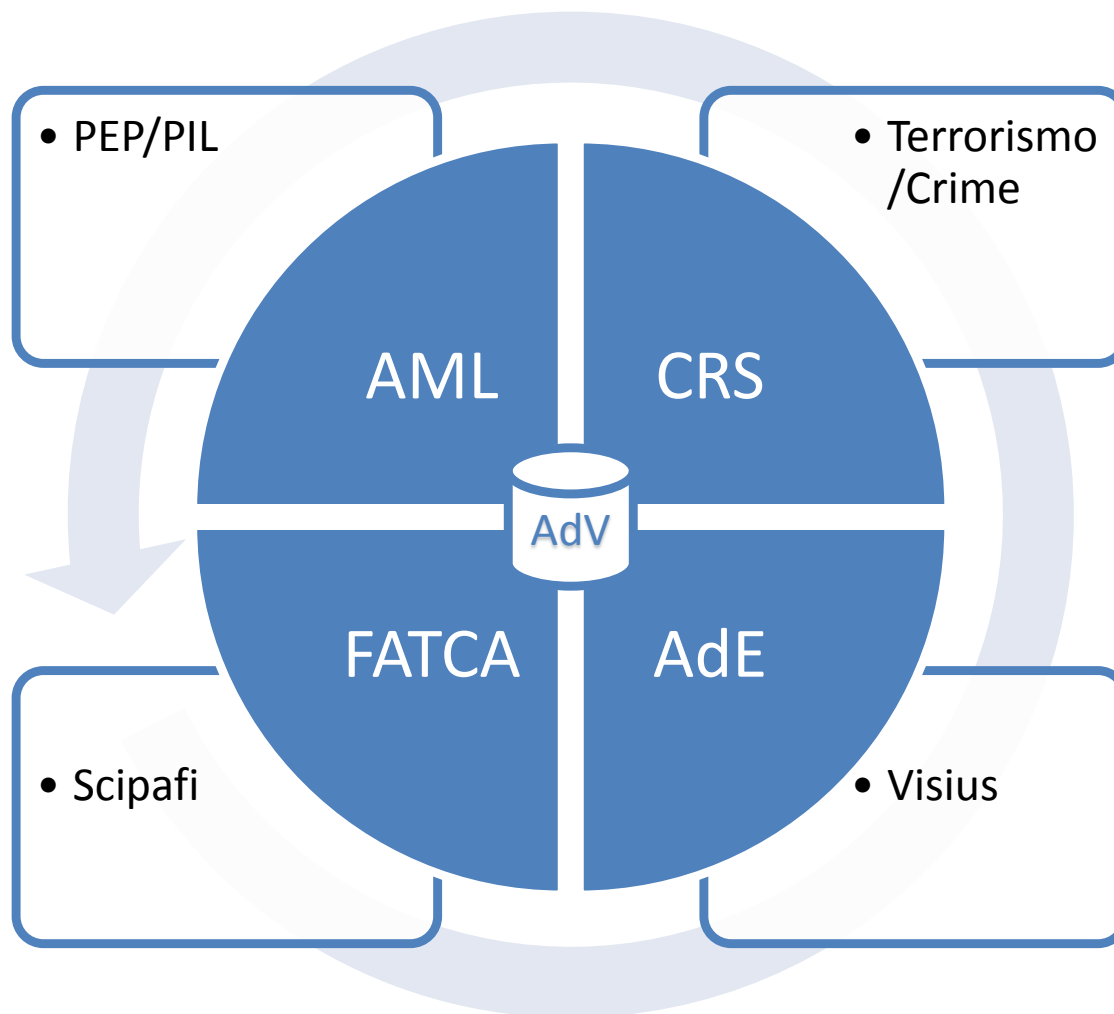 • PEP/PIL
• Terrorismo
/Crime
AML
CRS
AdV
FATCA
AdE
• Scipafi
• Visius